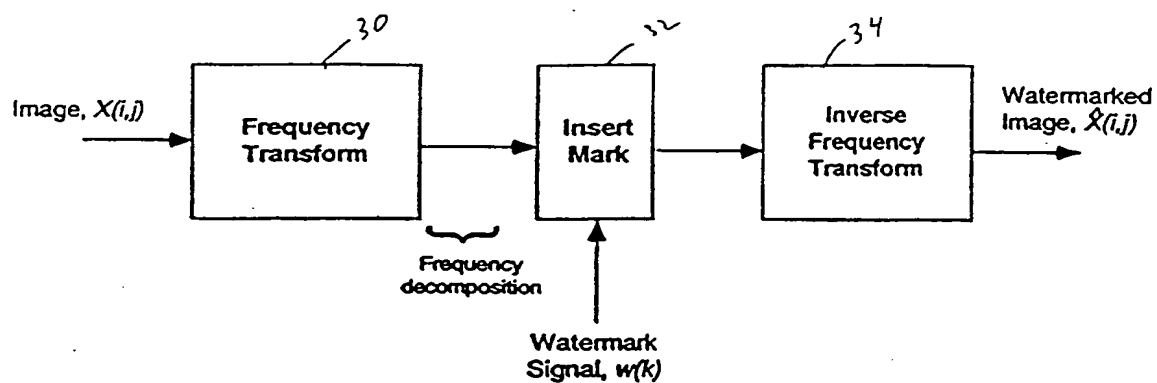 30
32
34
Image, X(i,j)
Frequency
Transform
Insert
Mark
Inverse
Frequency
Transform
Watermarked
Image, X̂(i,j)
Frequency
decomposition
Watermark
Signal, w(k)